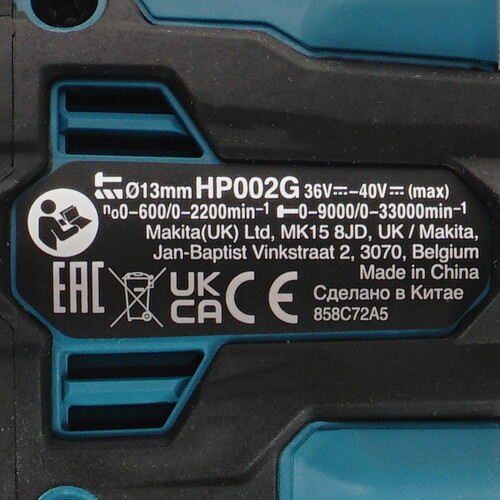 Ø13mm HP002G 36V⎓-40V⎓ (max)
n₀0-600/0-2200min⁻¹ 0-9000/0-33000min⁻¹
Makita(UK) Ltd, MK15 8JD, UK / Makita,
Jan-Baptist Vinkstraat 2, 3070, Belgium
Made in China
Сделано в Китае
858C72A5
EAC
UK
CA
CE